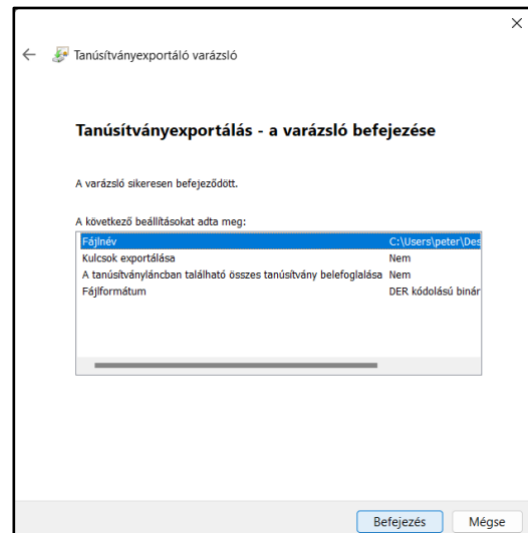 Tanúsítványexportáló varázsló
Tanúsítványexportálás - a varázsló befejezése
A varázsló sikeresen befejeződött.
A következő beállításokat adta meg:
Fájlnév C:\Users\peter\Des
Kulcsok exportálása Nem
A tanúsítványláncban található összes tanúsítvány belefoglalása Nem
Fájlformátum DER kódolású binár
Befejezés Mégse